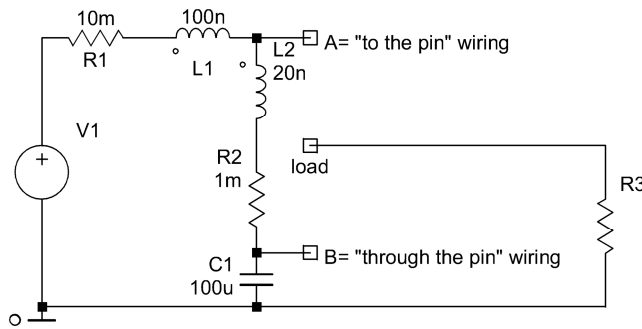 100n
10m
R1
L1
L2
20n
A= "to the pin" wiring
V1
+
R2
1m
load
R3
B= "through the pin" wiring
C1
100u